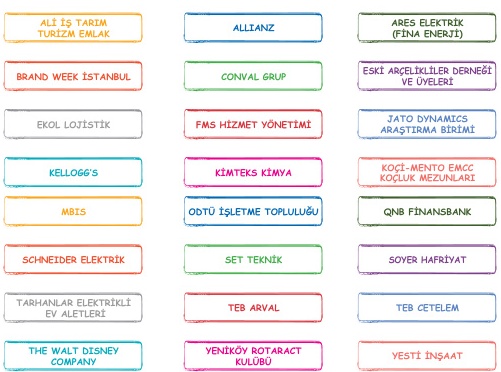 ALİ İŞ TARIM
TURİZM EMLAK
ALLIANZ
ARES ELEKTRİK
(FİNA ENERJİ)
BRAND WEEK İSTANBUL
CONVAL GRUP
ESKİ ARÇELİKLİLER DERNEĞİ
VE ÜYELERİ
EKOL LOJİSTİK
FMS HİZMET YÖNETİMİ
JATO DYNAMICS
ARAŞTIRMA BİRİMİ
KELLOGG'S
KİMTEKS KİMYA
KOÇİ-MENTO EMCC
KOÇLUK MEZUNLARI
MBIS
ODTÜ İŞLETME TOPLULUĞU
QNB FİNANSBANK
SCHNEIDER ELEKTRİK
SET TEKNİK
SOYER HAFRİYAT
TARHANLAR ELEKTRİKLİ
EV ALETLERİ
TEB ARVAL
TEB CETELEM
THE WALT DISNEY
COMPANY
YENİKÖY ROTARACT
KULÜBÜ
YESTİ İNŞAAT